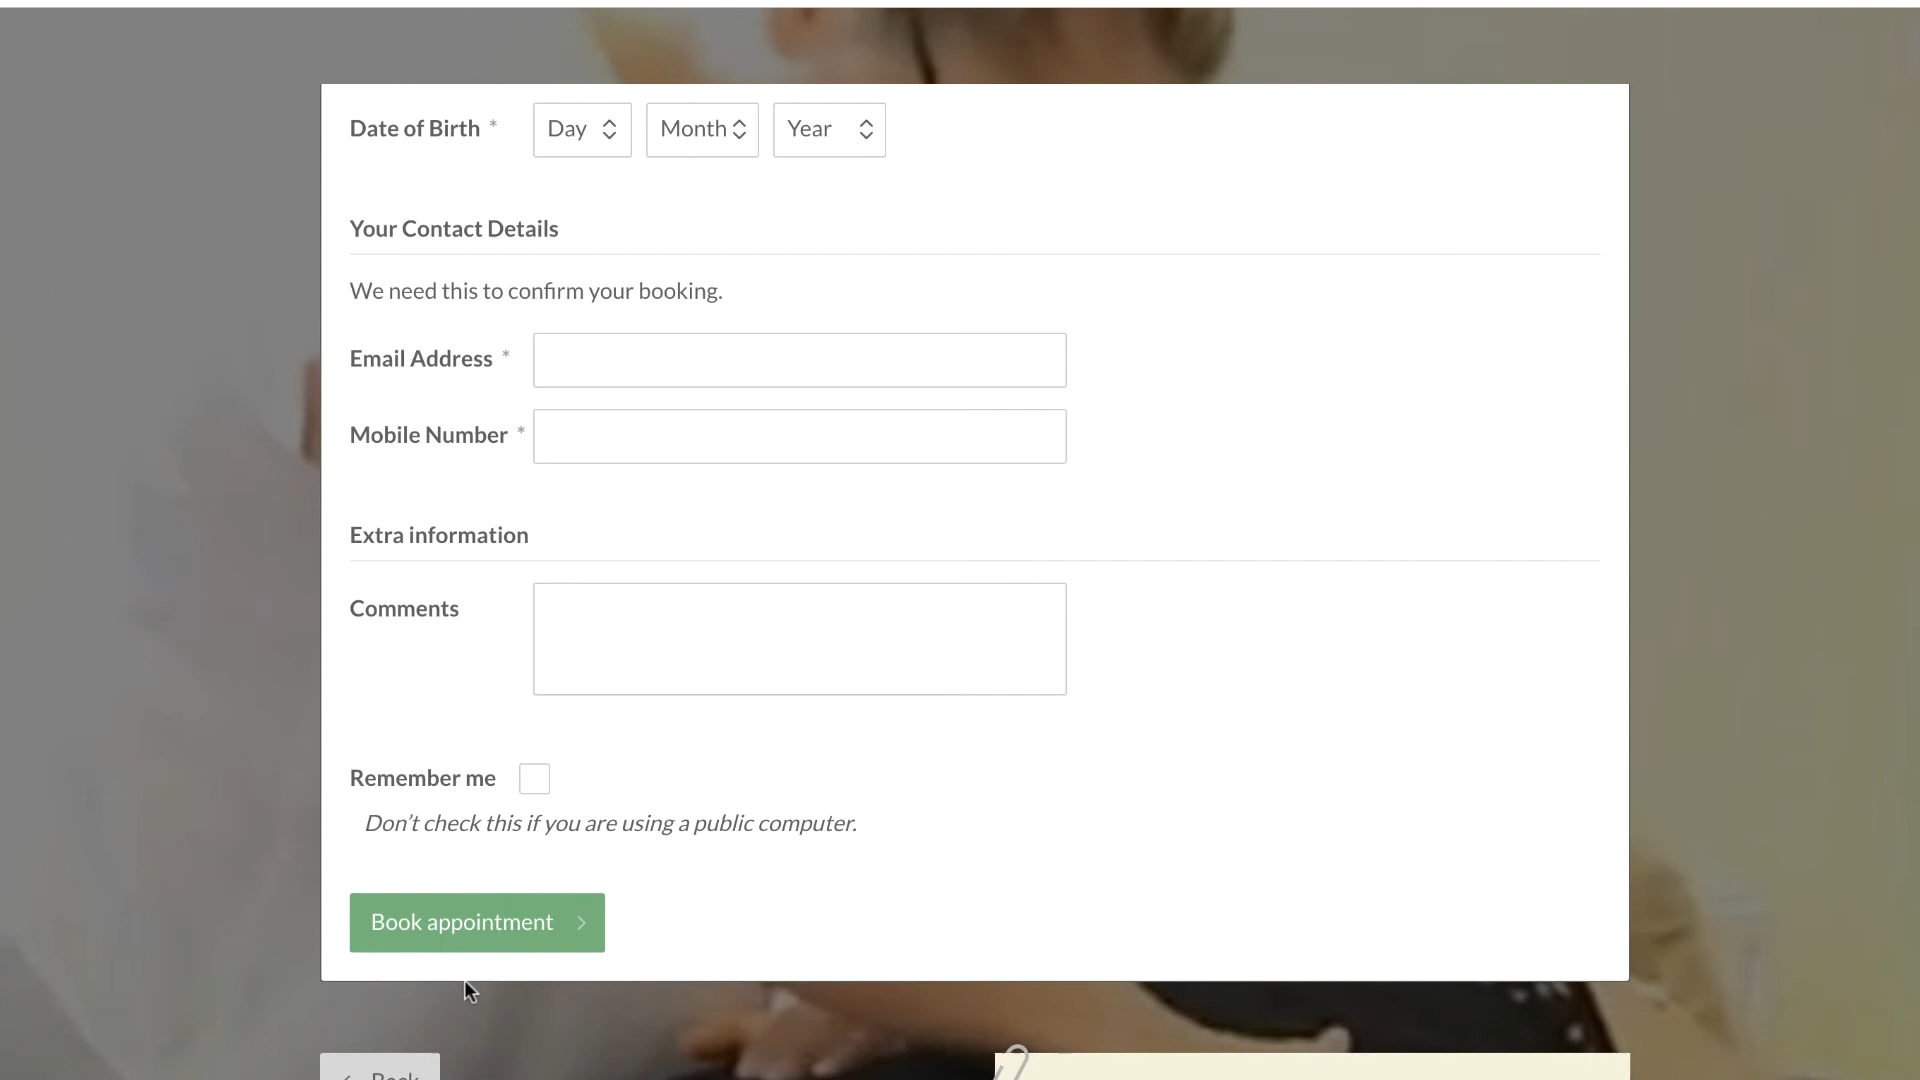 Date of Birth * Day Month Year
Your Contact Details
We need this to confirm your booking.
Email Address *
Mobile Number *
Extra information
Comments
Remember me
Don't check this if you are using a public computer.
Book appointment
Back